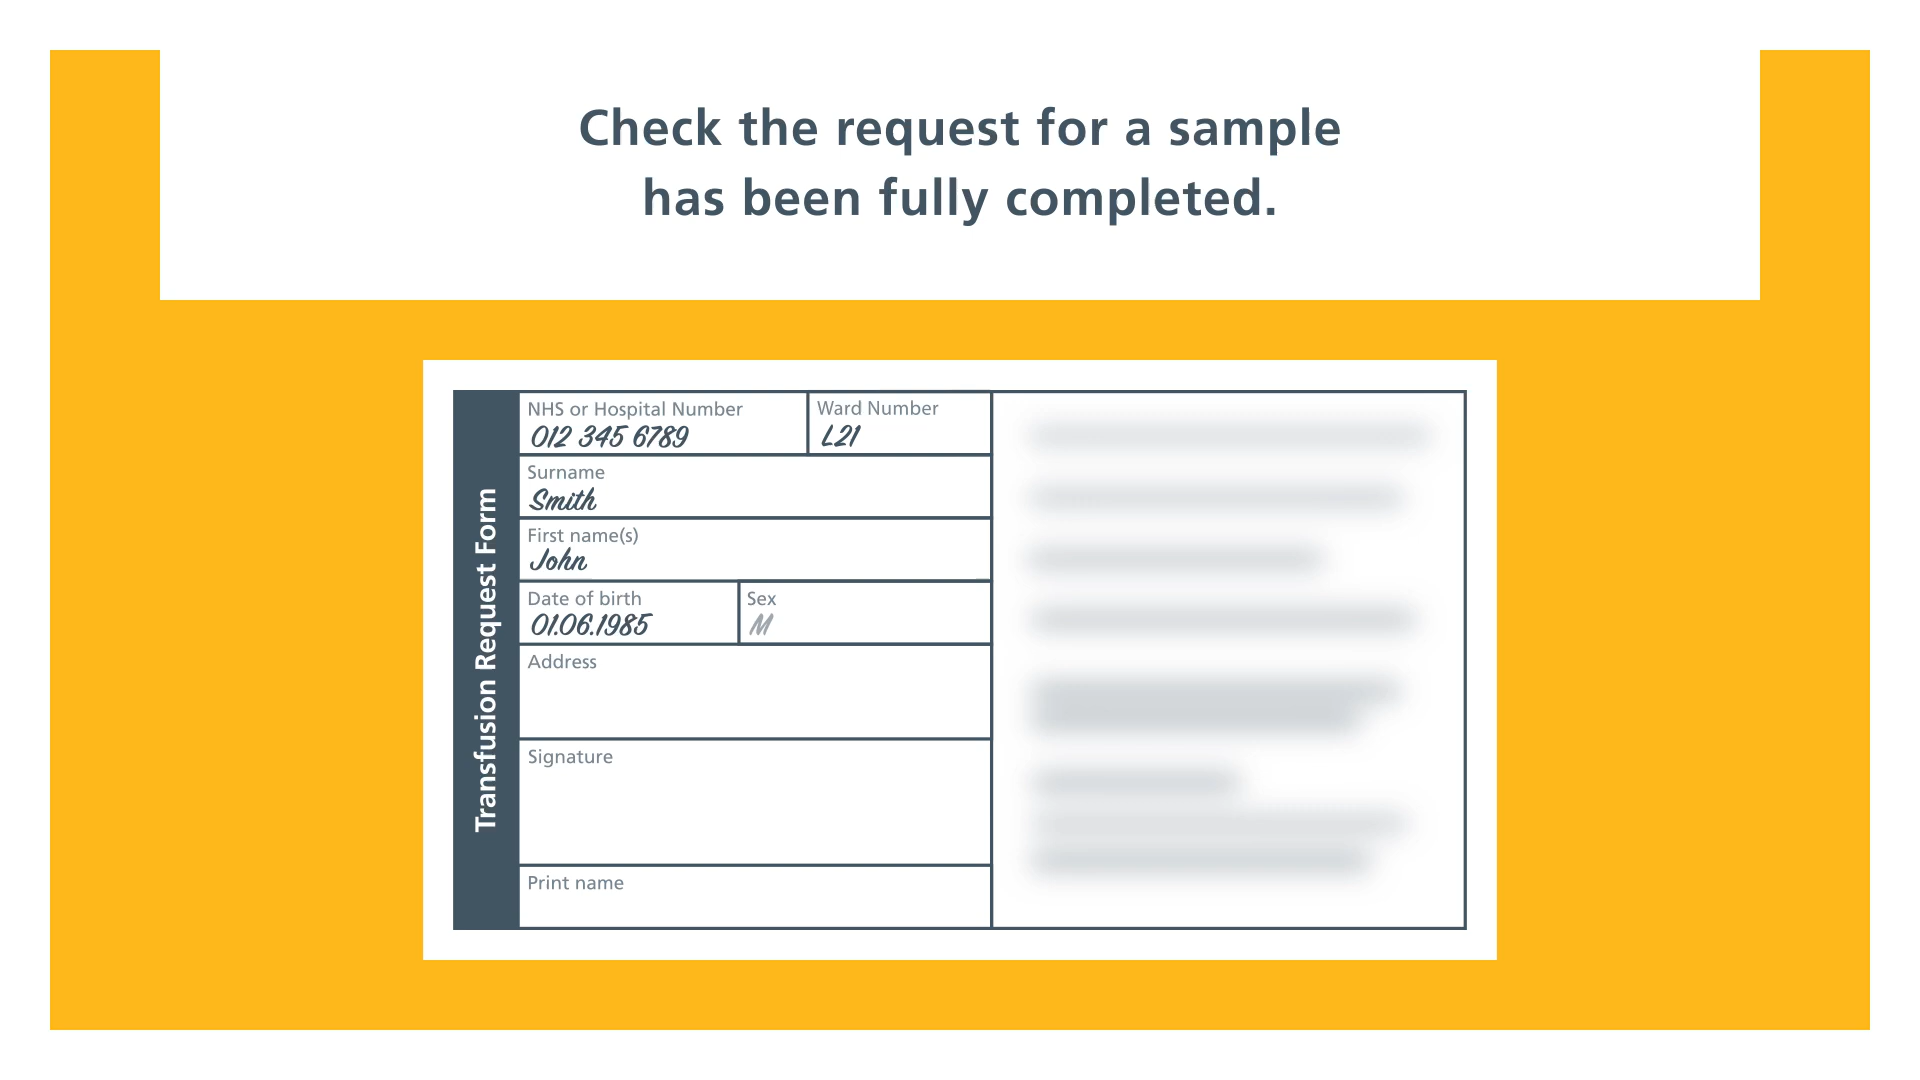 Check the request for a sample
has been fully completed.
Transfusion Request Form
NHS or Hospital Number
012 345 6789
Ward Number
L21
Surname
Smith
First name(s)
John
Date of birth
01.06.1985
Sex
M
Address
Signature
Print name